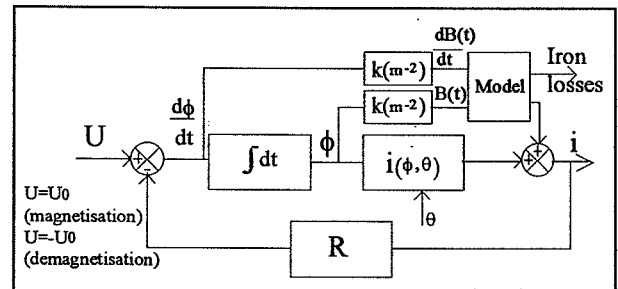 dB(t)
dt
Iron
losses
k(m-2)
k(m-2)
B(t)
Model
dϕ
dt
U
+
-
∫dt
ϕ
i(ϕ,θ)
+
+
i
θ
U=U0
(magnetisation)
U=-U0
(demagnetisation)
R